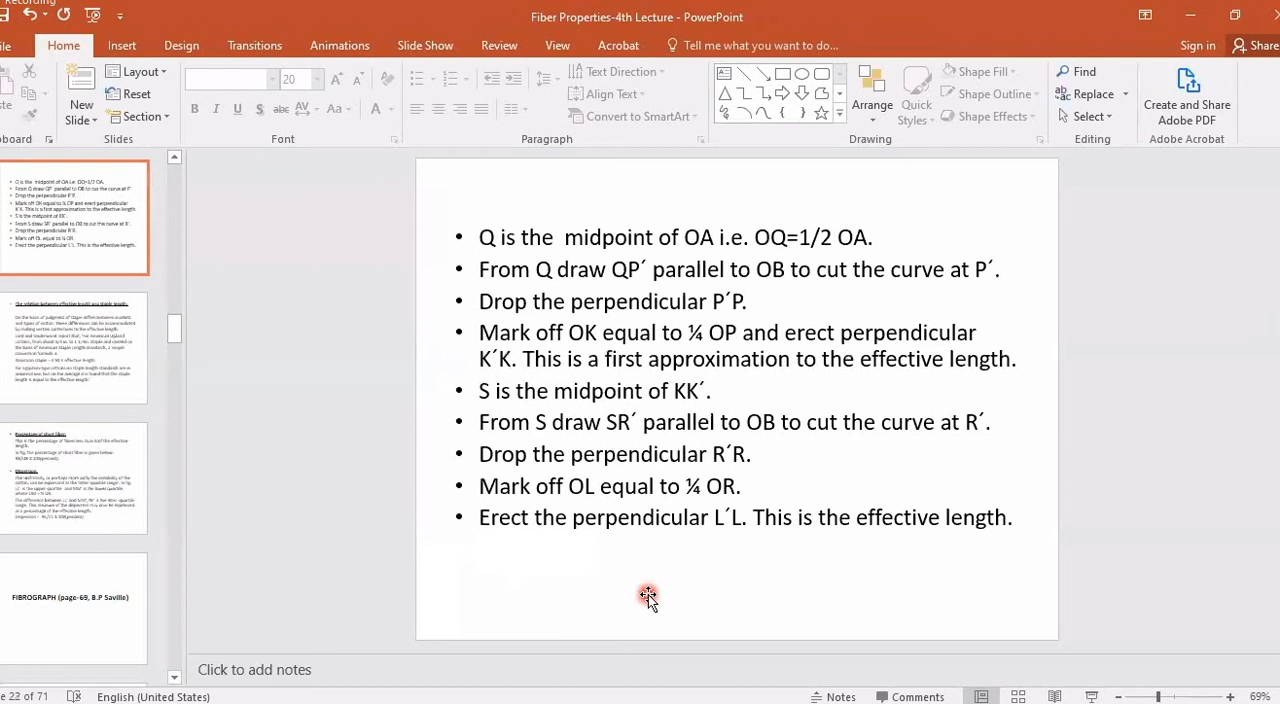 Recording
Fiber Properties-4th Lecture - PowerPoint
Home Insert Design Transitions Animations Slide Show Review View Acrobat Tell me what you want to do... Sign in Share
Layout
Reset
Section
New
Slide
20
Text Direction
Align Text
Convert to SmartArt
Arrange
Quick
Styles
Shape Fill
Shape Outline
Shape Effects
Find
Replace
Select
Create and Share
Adobe PDF
Slides Font Paragraph Drawing Editing Adobe Acrobat
• Q is the  midpoint of OA i.e. OQ=1/2 OA.
• From Q draw QP´ parallel to OB to cut the curve at P´.
• Drop the perpendicular P´P.
• Mark off OK equal to ¼ OP and erect perpendicular
K´K. This is a first approximation to the effective length.
• S is the midpoint of KK´.
• From S draw SR´ parallel to OB to cut the curve at R´.
• Drop the perpendicular R´R.
• Mark off OL equal to ¼ OR.
• Erect the perpendicular L´L. This is the effective length.
FIBROGRAPH (page-69, B.P Saville)
Click to add notes
22 of 71 English (United States) Notes Comments 69%